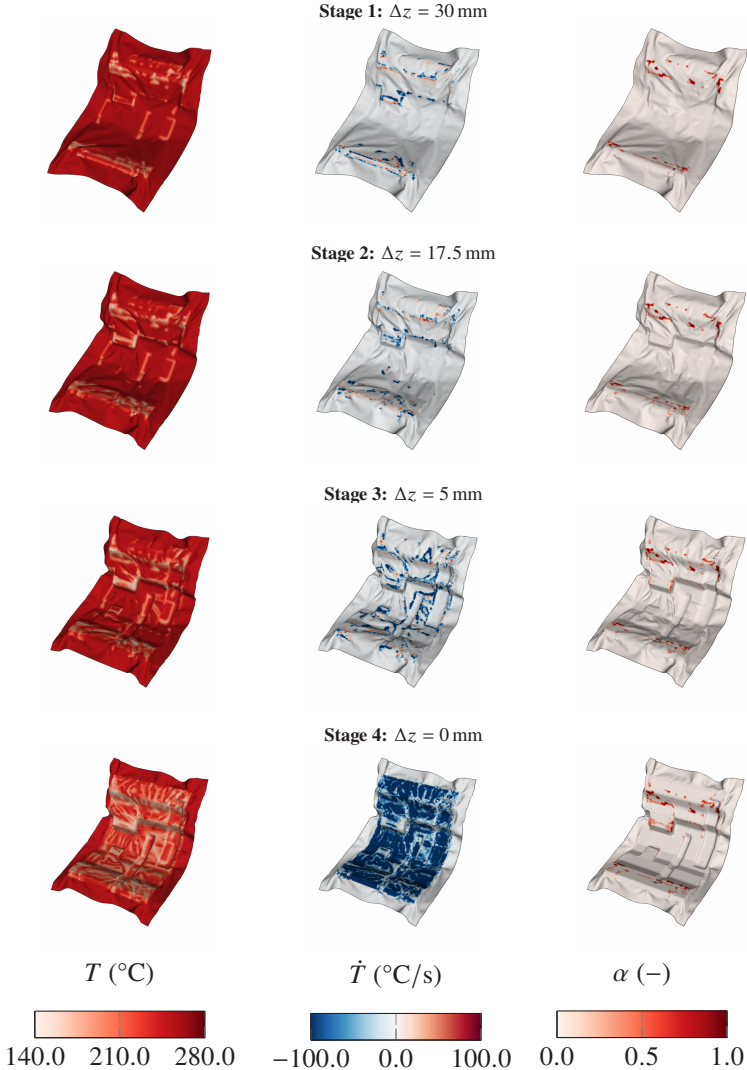 Stage 1: Δz = 30 mm
Stage 2: Δz = 17.5 mm
Stage 3: Δz = 5 mm
Stage 4: Δz = 0 mm
T (°C) Ṫ (°C/s) α (−)
140.0 210.0 280.0 −100.0 0.0 100.0 0.0 0.5 1.0